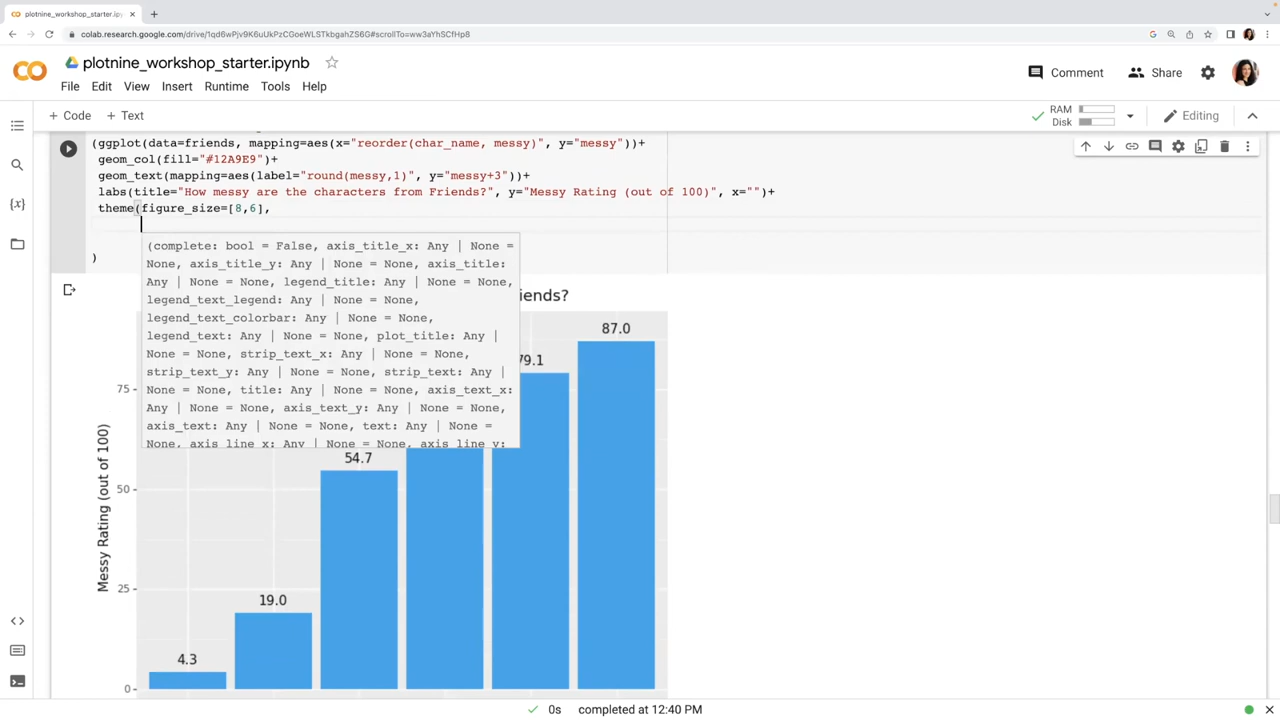 plotnine_workshop_starter.ipyn
colab.research.google.com/drive/1qd6wPjv9K6uUkPzCGoeWLSTkbgahZS6G#scrollTo=ww3aYhSCfHp8
plotnine_workshop_starter.ipynb
File Edit View Insert Runtime Tools Help
Comment
Share
+ Code + Text
RAM
Disk
Editing
(ggplot(data=friends, mapping=aes(x="reorder(char_name, messy)", y="messy"))+
geom_col(fill="#12A9E9")+
geom_text(mapping=aes(label="round(messy,1)", y="messy+3"))+
labs(title="How messy are the characters from Friends?", y="Messy Rating (out of 100)", x="")+
theme(figure_size=[8,6],
)
(complete: bool = False, axis_title_x: Any | None =
None, axis_title_y: Any | None = None, axis_title:
Any | None = None, legend_title: Any | None = None,
legend_text_legend: Any | None = None,
legend_text_colorbar: Any | None = None,
legend_text: Any | None = None, plot_title: Any |
None = None, strip_text_x: Any | None = None,
strip_text_y: Any | None = None, strip_text: Any |
None = None, title: Any | None = None, axis_text_x:
Any | None = None, axis_text_y: Any | None = None,
axis_text: Any | None = None, text: Any | None =
None, axis_line_x: Any | None = None, axis_line_y:
iends?
87.0
79.1
54.7
19.0
4.3
75
50
25
0
Messy Rating (out of 100)
0s completed at 12:40 PM